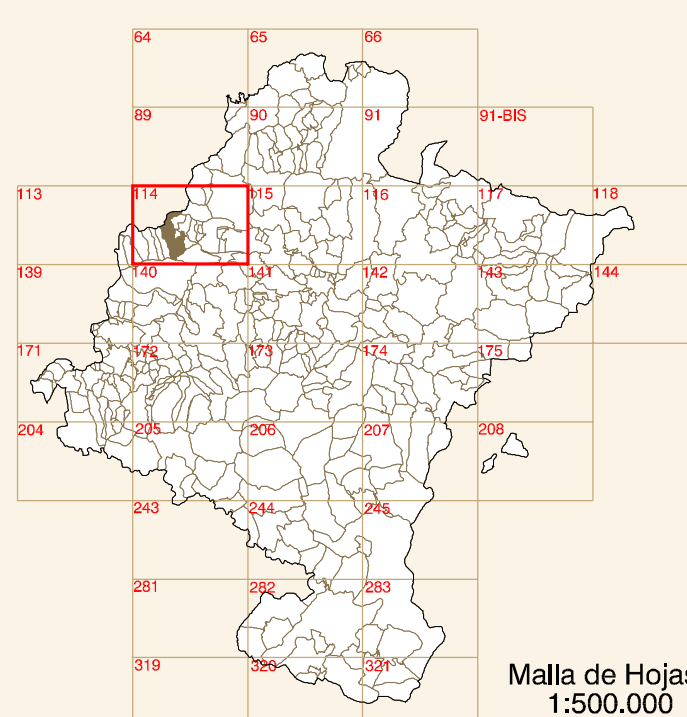 64 65 66
89 90 91 91-BIS
113 114 115 116 117 118
139 140 141 142 143 144
171 172 173 174 175
204 205 206 207 208
243 244 245
281 282 283
319 320 321
Malla de Hojas
1:500.000